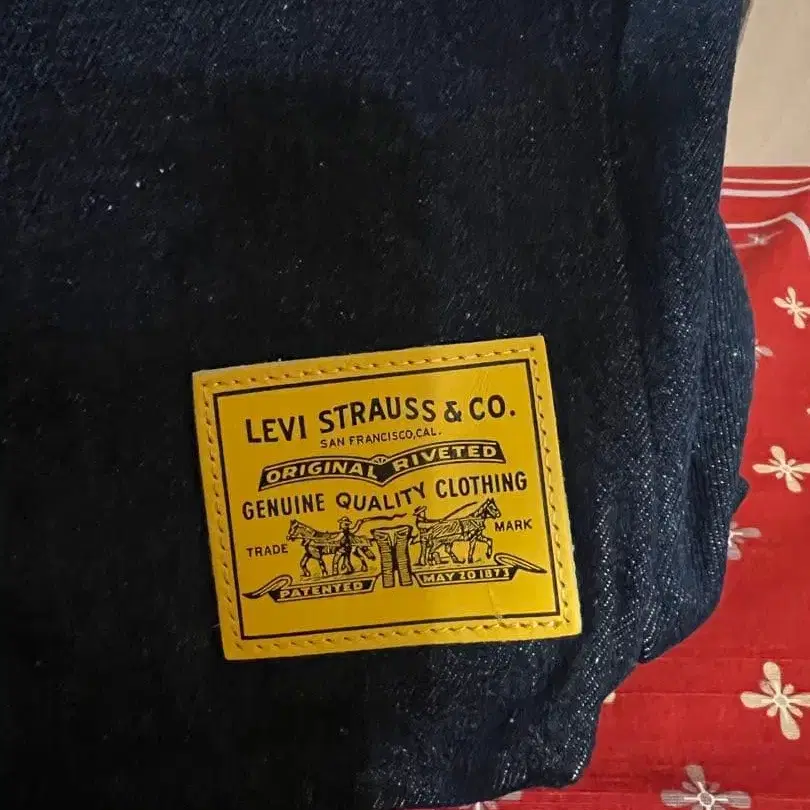 LEVI STRAUSS & CO.
SAN FRANCISCO, CAL.
ORIGINAL RIVETED
GENUINE QUALITY CLOTHING
TRADE MARK
PATENTED MAY 20 1873